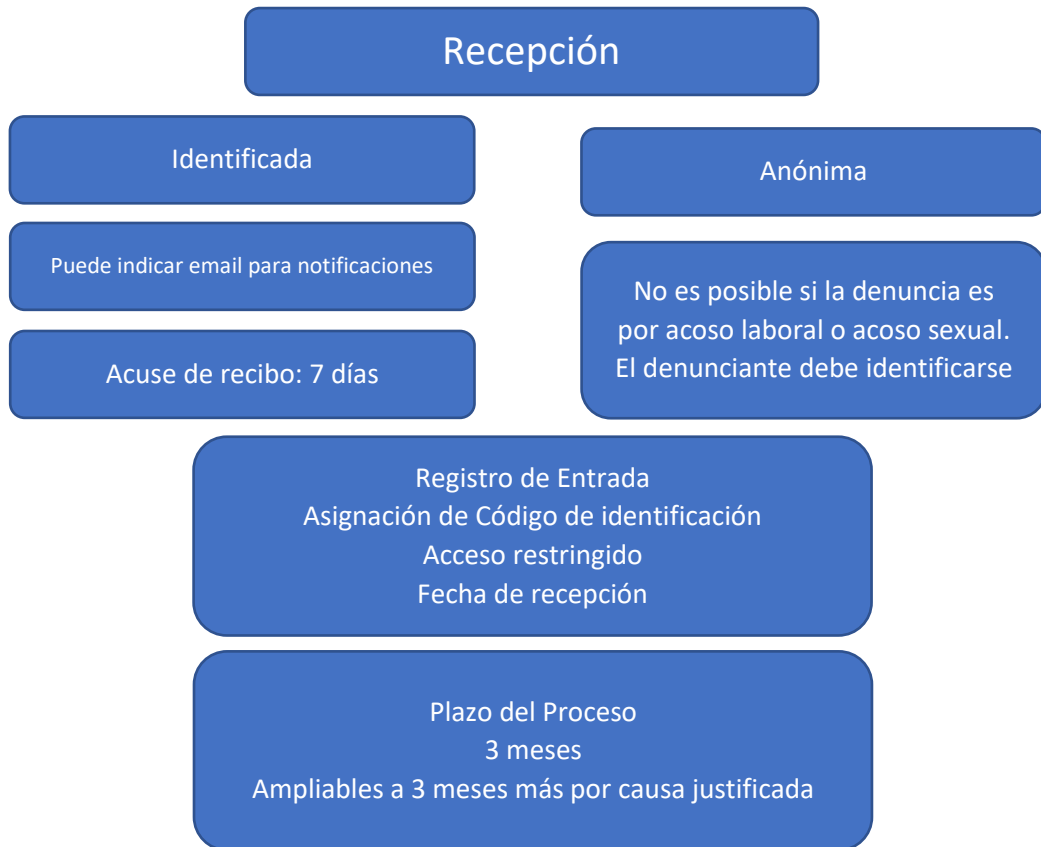 Recepción
Identificada
Puede indicar email para notificaciones
Acuse de recibo: 7 días
Anónima
No es posible si la denuncia es
por acoso laboral o acoso sexual.
El denunciante debe identificarse
Registro de Entrada
Asignación de Código de identificación
Acceso restringido
Fecha de recepción
Plazo del Proceso
3 meses
Ampliables a 3 meses más por causa justificada